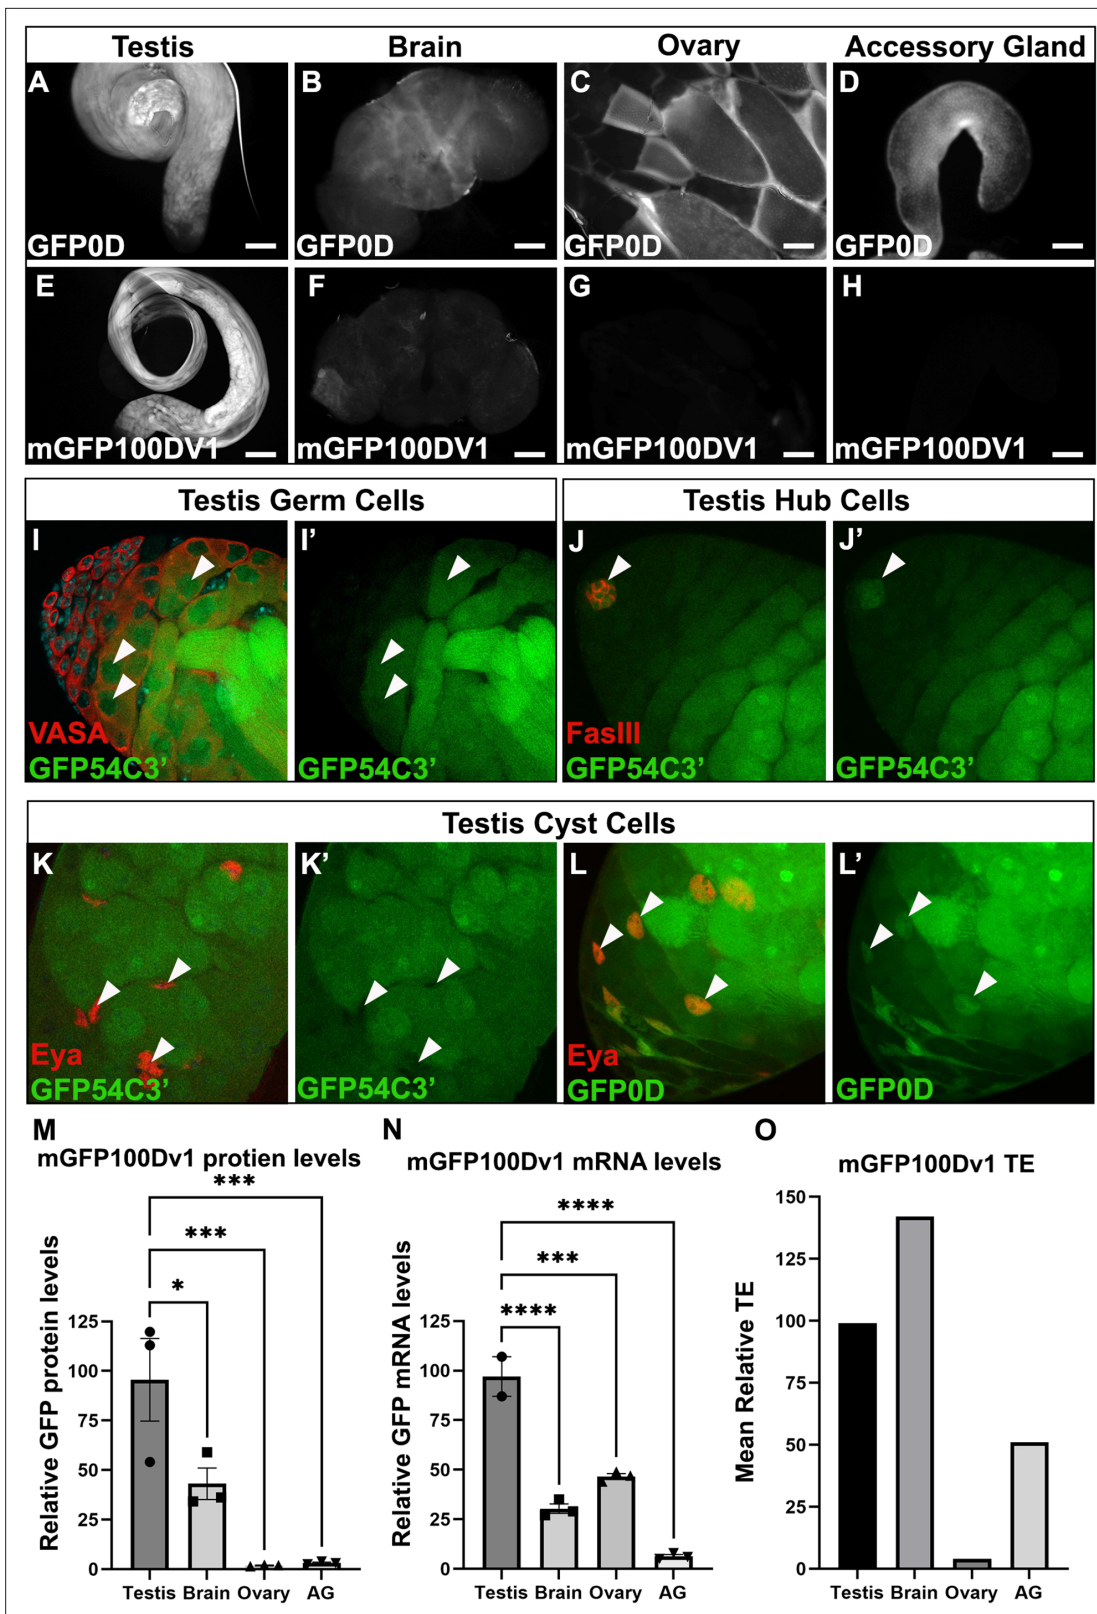 Testis Brain Ovary Accessory Gland
A B C D
GFP0D GFP0D GFP0D GFP0D
E F G H
mGFP100DV1 mGFP100DV1 mGFP100DV1 mGFP100DV1
Testis Germ Cells Testis Hub Cells
I I’ J J’
VASA FasIII
GFP54C3’ GFP54C3’ GFP54C3’ GFP54C3’
Testis Cyst Cells
K K’ L L’
Eya Eya
GFP54C3’ GFP54C3’ GFP0D GFP0D
M
mGFP100Dv1 protien levels
***
***
*
Relative GFP protein levels
125
100
75
50
25
0
Testis Brain Ovary AG
N
mGFP100Dv1 mRNA levels
****
***
****
Relative GFP mRNA levels
125
100
75
50
25
0
Testis Brain Ovary AG
O
mGFP100Dv1 TE
Mean Relative TE
150
125
100
75
50
25
0
Testis Brain Ovary AG